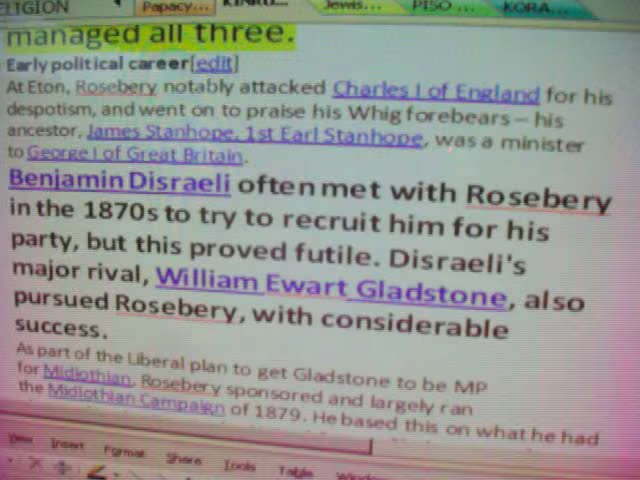 LIGION Papacy... Jewis... PISO ... KORA...
managed all three.
Early political career[edit]
At Eton, Rosebery notably attacked Charles I of England for his
despotism, and went on to praise his Whig forebears – his
ancestor, James Stanhope, 1st Earl Stanhope, was a minister
to George I of Great Britain.
Benjamin Disraeli often met with Rosebery
in the 1870s to try to recruit him for his
party, but this proved futile. Disraeli's
major rival, William Ewart Gladstone, also
pursued Rosebery, with considerable
success.
As part of the Liberal plan to get Gladstone to be MP
for Midlothian, Rosebery sponsored and largely ran
the Midlothian Campaign of 1879. He based this on what he had
View Insert Format Share Tools Table Window